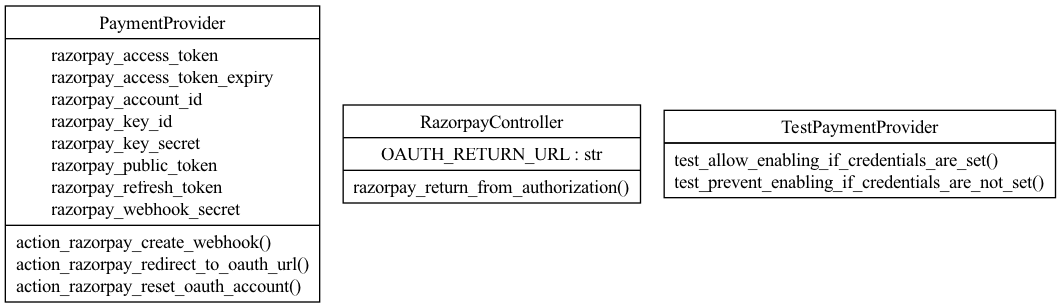 PaymentProvider
razorpay_access_token
razorpay_access_token_expiry
razorpay_account_id
razorpay_key_id
razorpay_key_secret
razorpay_public_token
razorpay_refresh_token
razorpay_webhook_secret
action_razorpay_create_webhook()
action_razorpay_redirect_to_oauth_url()
action_razorpay_reset_oauth_account()
RazorpayController
OAUTH_RETURN_URL : str
razorpay_return_from_authorization()
TestPaymentProvider
test_allow_enabling_if_credentials_are_set()
test_prevent_enabling_if_credentials_are_not_set()